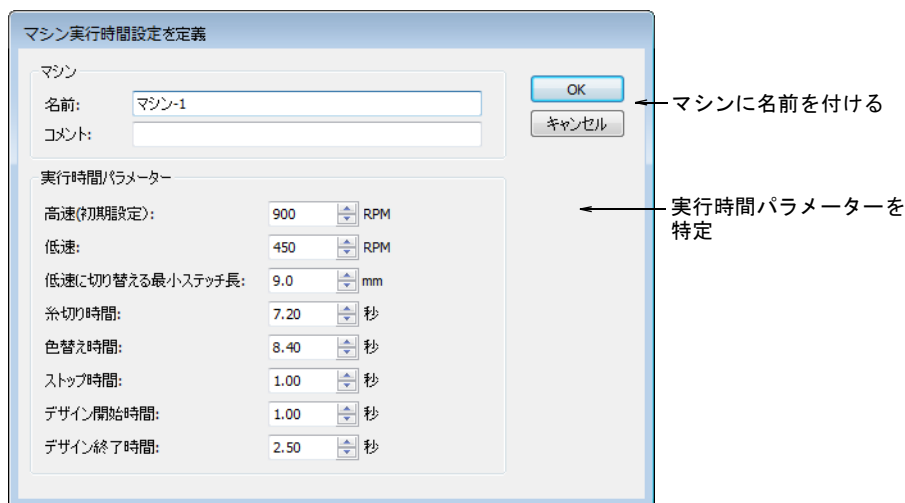 マシン実行時間設定を定義
マシン
名前: マシン-1
コメント:
OK
キャンセル
マシンに名前を付ける
実行時間パラメーター
高速(初期設定): 900 RPM
低速: 450 RPM
低速に切り替える最小ステッチ長: 9.0 mm
糸切り時間: 7.20 秒
色替え時間: 8.40 秒
ストップ時間: 1.00 秒
デザイン開始時間: 1.00 秒
デザイン終了時間: 2.50 秒
実行時間パラメーターを
特定